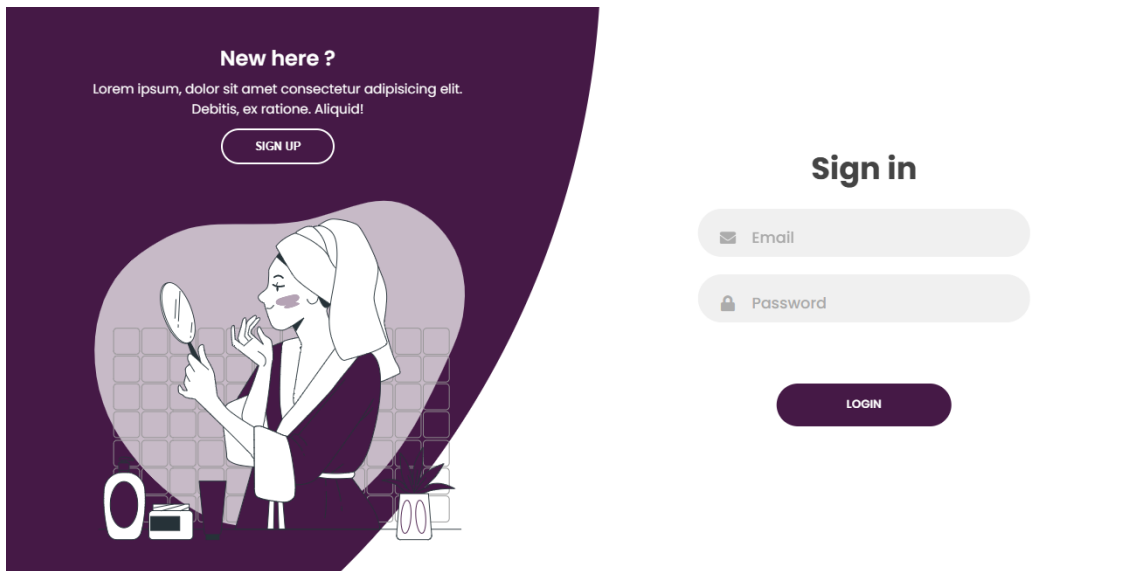 New here ?
Lorem ipsum, dolor sit amet consectetur adipisicing elit.
Debitis, ex ratione. Aliquid!
SIGN UP
Sign in
Email
Password
LOGIN